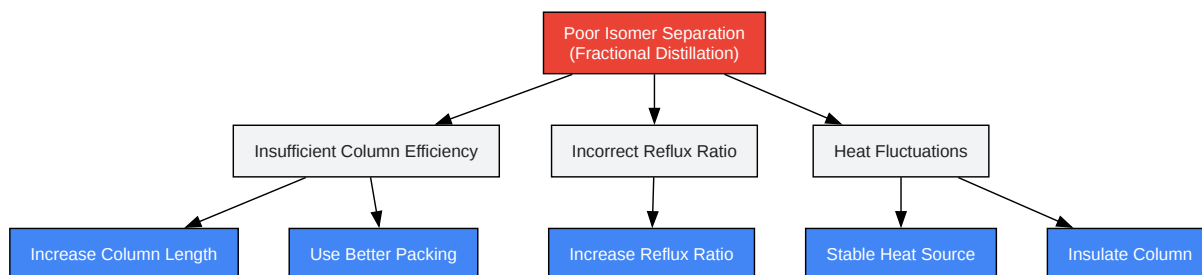 Poor Isomer Separation
(Fractional Distillation)
Insufficient Column Efficiency
Incorrect Reflux Ratio
Heat Fluctuations
Increase Column Length
Use Better Packing
Increase Reflux Ratio
Stable Heat Source
Insulate Column